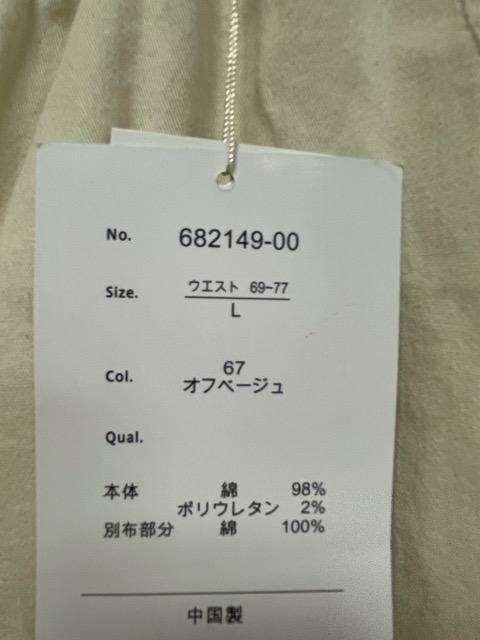 No. 682149-00
Size. ウエスト 69~77
L
Col. 67
オフベージュ
Qual.
本体 綿 98%
ポリウレタン 2%
別布部分 綿 100%
中国製